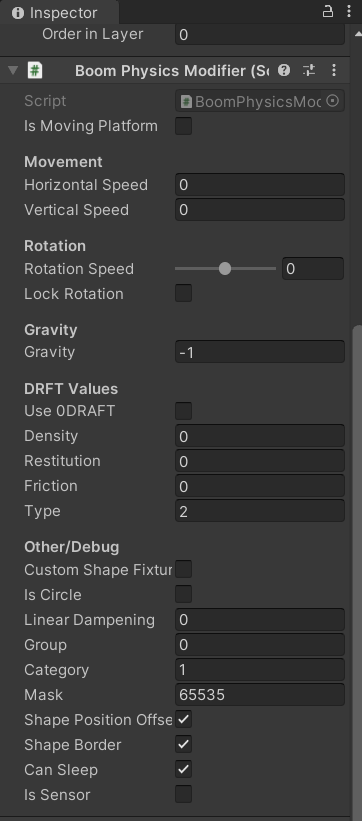 Inspector
Order in Layer 0
# Boom Physics Modifier (Sc
Script # BoomPhysicsMoc
Is Moving Platform
Movement
Horizontal Speed 0
Vertical Speed 0
Rotation
Rotation Speed 0
Lock Rotation
Gravity
Gravity -1
DRFT Values
Use 0DRAFT
Density 0
Restitution 0
Friction 0
Type 2
Other/Debug
Custom Shape Fixtur
Is Circle
Linear Dampening 0
Group 0
Category 1
Mask 65535
Shape Position Offse
Shape Border
Can Sleep
Is Sensor